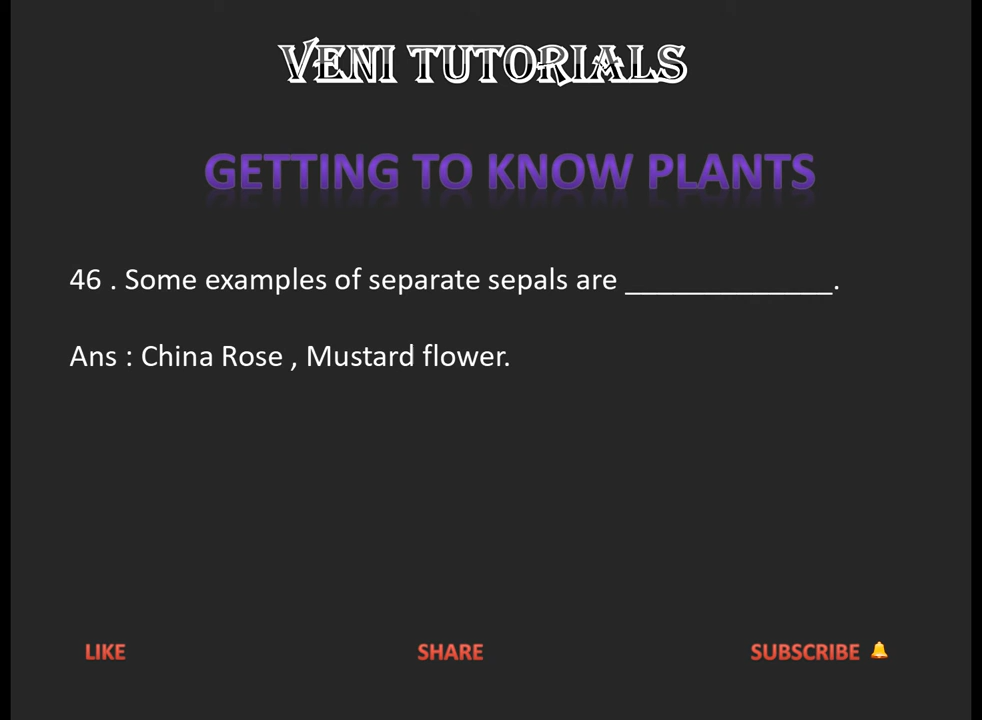 VENI TUTORIALS
GETTING TO KNOW PLANTS
46 . Some examples of separate sepals are _____________.
Ans : China Rose , Mustard flower.
LIKE SHARE SUBSCRIBE 🔔